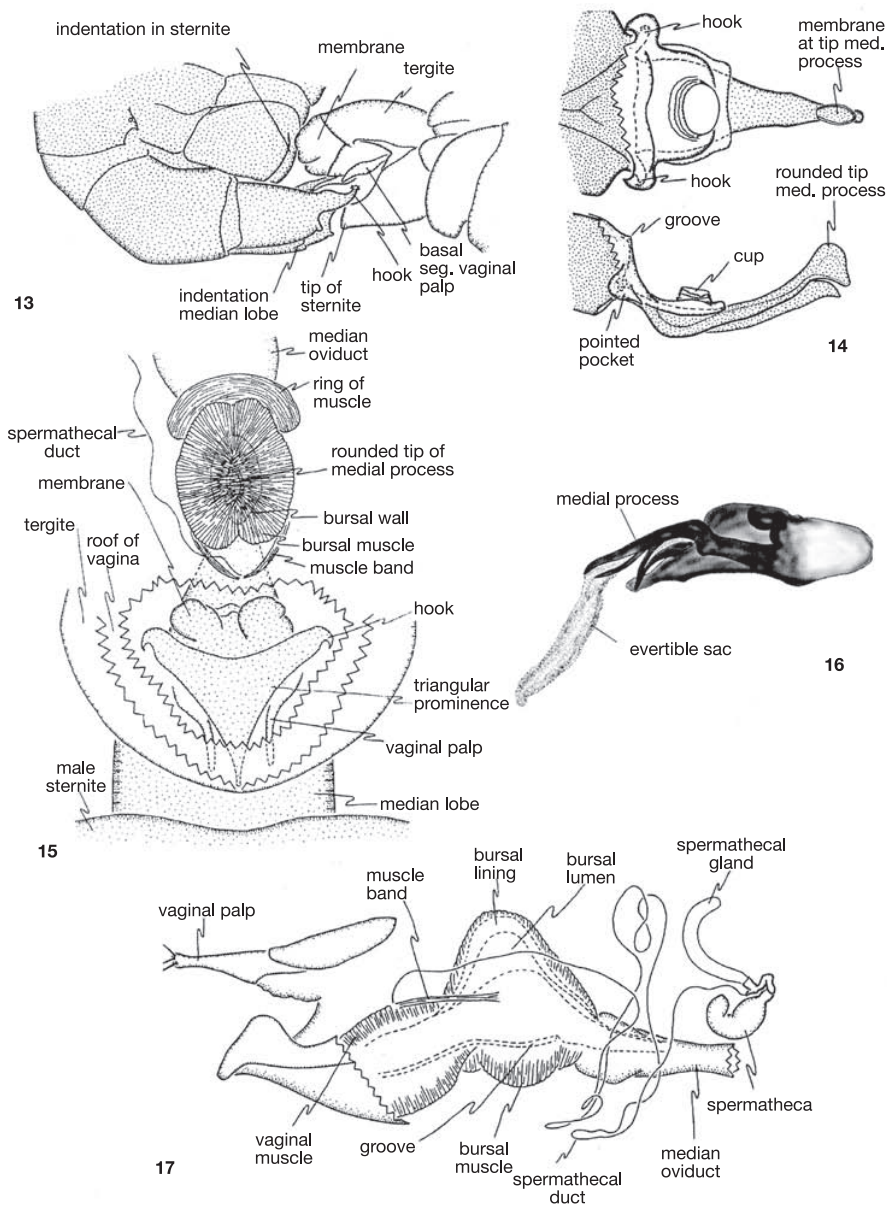 indentation in sternite
membrane
tergite
basal
seg. vaginal
palp
hook
tip of
sternite
indentation
median lobe
13
hook
membrane
at tip med.
process
hook
rounded tip
med. process
groove
cup
pointed
pocket
14
median
oviduct
ring of
muscle
spermathecal
duct
rounded tip of
medial process
membrane
bursal wall
tergite
roof of
vagina
bursal muscle
muscle band
hook
triangular
prominence
vaginal palp
male
sternite
median lobe
15
medial process
evertible sac
16
vaginal palp
muscle
band
bursal
lining
bursal
lumen
spermathecal
gland
spermatheca
vaginal
muscle
groove
bursal
muscle
spermathecal
duct
median
oviduct
17